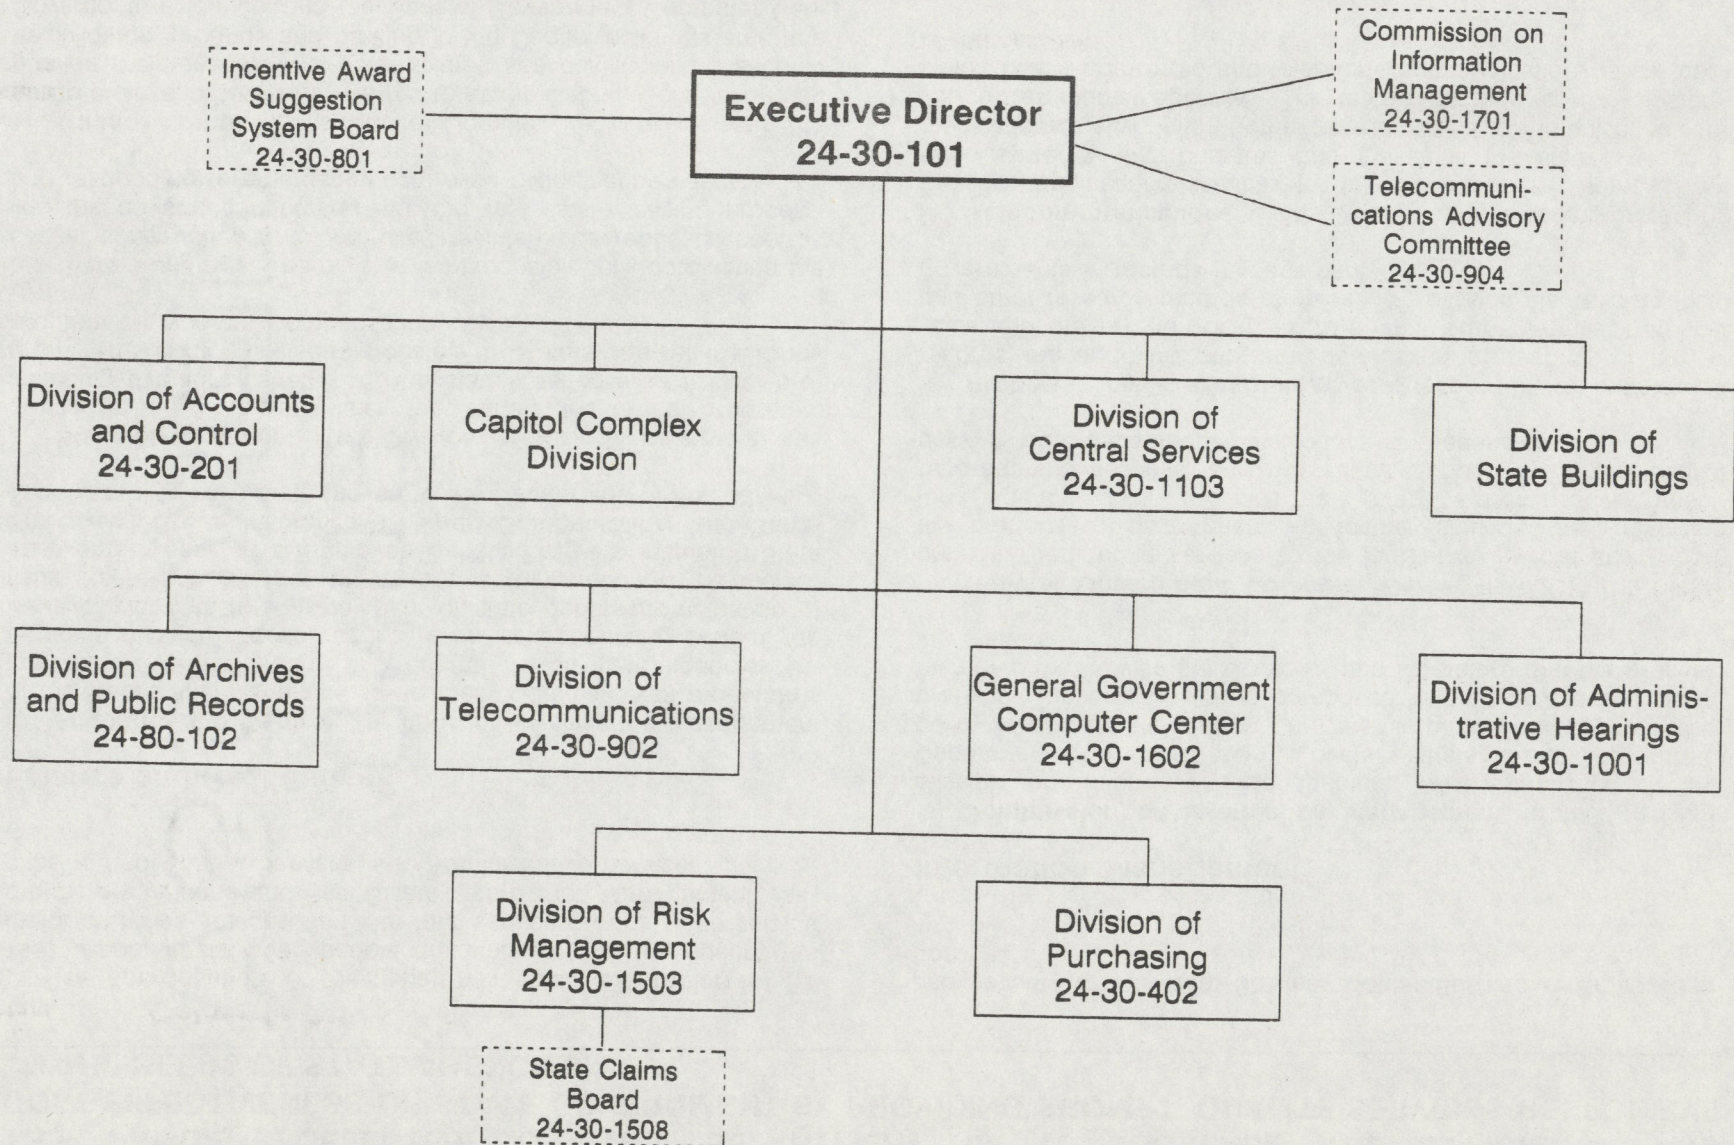 Incentive Award
Suggestion
System Board
24-30-801
Executive Director
24-30-101
Commission on
Information
Management
24-30-1701
Telecommuni-
cations Advisory
Committee
24-30-904
Division of Accounts
and Control
24-30-201
Capitol Complex
Division
Division of
Central Services
24-30-1103
Division of
State Buildings
Division of Archives
and Public Records
24-80-102
Division of
Telecommunications
24-30-902
General Government
Computer Center
24-30-1602
Division of Adminis-
trative Hearings
24-30-1001
Division of Risk
Management
24-30-1503
Division of
Purchasing
24-30-402
State Claims
Board
24-30-1508